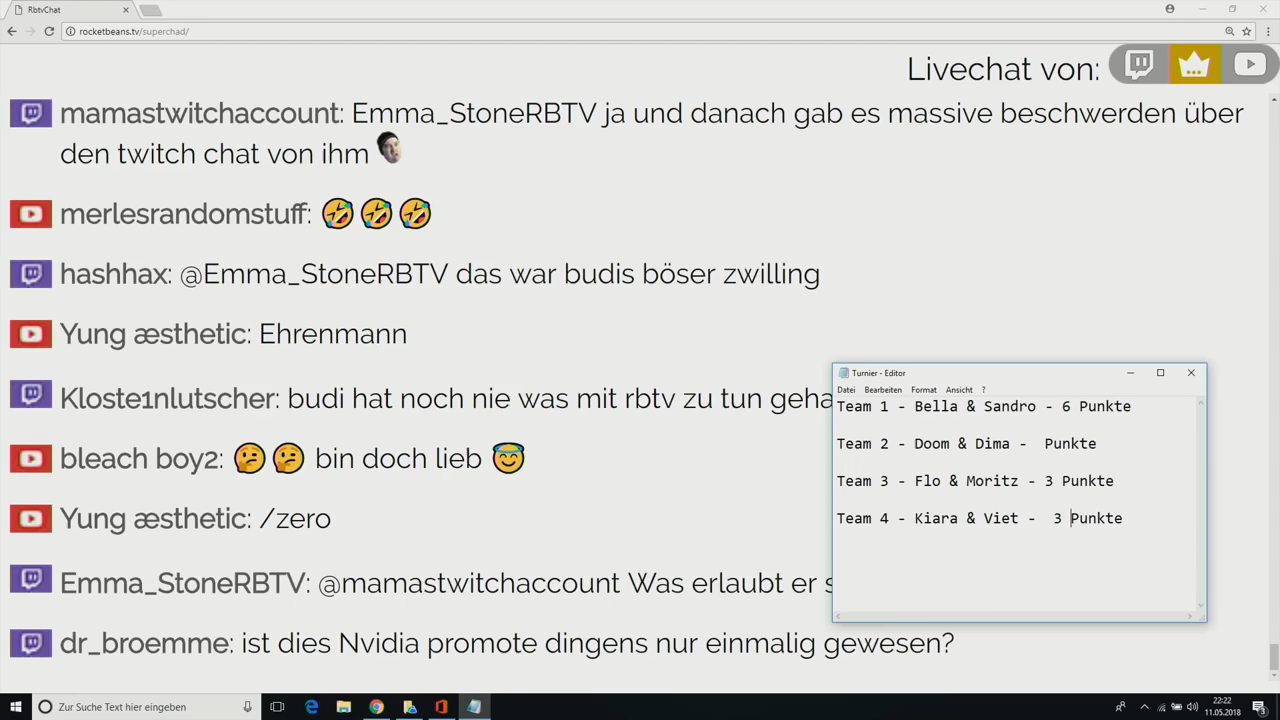 RbtvChat
rocketbeans.tv/superchad/
Livechat von:
mamastwitchaccount: Emma_StoneRBTV ja und danach gab es massive beschwerden über
den twitch chat von ihm
merlesrandomstuff: 🤣🤣🤣
hashhax: @Emma_StoneRBTV das war budis böser zwilling
Yung æsthetic: Ehrenmann
Kloste1nlutscher: budi hat noch nie was mit rbtv zu tun geha
bleach boy2: 🤔🤔 bin doch lieb 😇
Yung æsthetic: /zero
Emma_StoneRBTV: @mamastwitchaccount Was erlaubt er s
dr_broemme: ist dies Nvidia promote dingens nur einmalig gewesen?
Turnier - Editor
Datei Bearbeiten Format Ansicht ?
Team 1 - Bella & Sandro - 6 Punkte
Team 2 - Doom & Dima -  Punkte
Team 3 - Flo & Moritz - 3 Punkte
Team 4 - Kiara & Viet -  3 Punkte
Zur Suche Text hier eingeben
22:22
11.05.2018
3